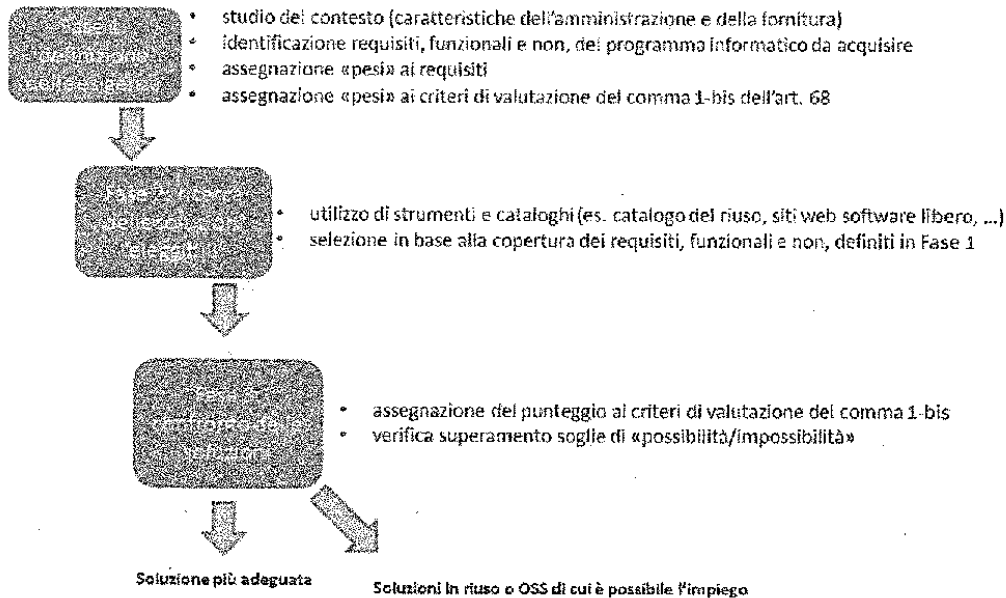 • studio del contesto (caratteristiche dell'amministrazione e della fornitura)
• identificazione requisiti, funzionali e non, del programma informatico da acquisire
• assegnazione «pesi» ai requisiti
• assegnazione «pesi» ai criteri di valutazione del comma 1-bis dell'art. 68
• utilizzo di strumenti e cataloghi (es. catalogo del riuso, siti web software libero, ...)
• selezione in base alla copertura dei requisiti, funzionali e non, definiti in Fase 1
• assegnazione del punteggio ai criteri di valutazione del comma 1-bis
• verifica superamento soglie di «possibilità/impossibilità»
Soluzione più adeguata
Soluzioni in riuso o OSS di cui è possibile l'impiego